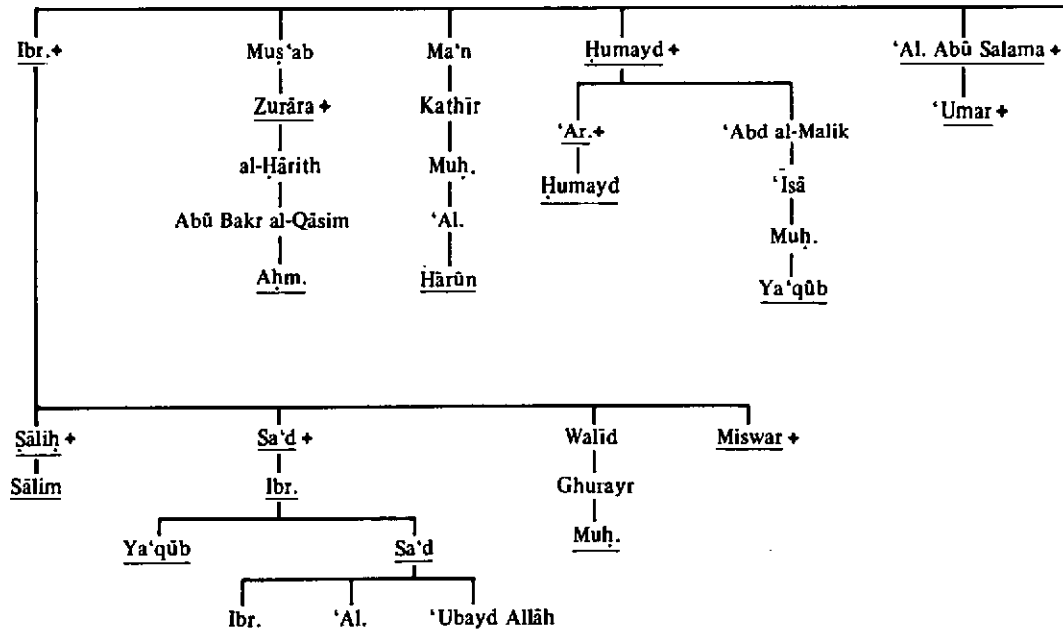 Ibr.+ Muṣ‘ab Ma‘n Ḥumayd+ ‘Al. Abū Salama+
Zurāra+ Kathīr ‘Umar+
‘Ar.+ ‘Abd al-Malik
al-Ḥārith Muḥ.
Ḥumayd ‘Īsā
Abū Bakr al-Qāsim ‘Al.
Muḥ.
Aḥm. Hārūn Ya‘qūb
Ṣāliḥ+ Sa‘d+ Walīd Miswar+
Sālim Ibr. Ghurayr
Ya‘qūb Sa‘d Muḥ.
Ibr. ‘Al. ‘Ubayd Allāh